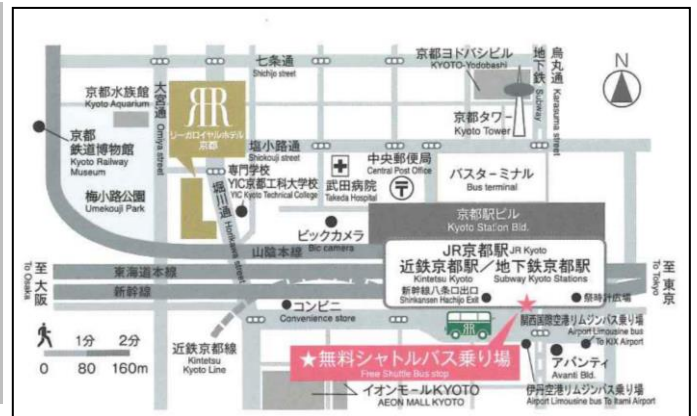 七条通
Shichijo street
京都ヨドバシビル
KYOTO-Yodobashi
地下鉄
Subway
烏丸通
Karasuma street
N
京都水族館
Kyoto Aquarium
大宮通
Omiya street
リーガロイヤルホテル
京都
京都タワー
Kyoto Tower
京都
鉄道博物館
Kyoto Railway
Museum
塩小路通
Shiokouji street
中央郵便局
Central Post Office
バスターミナル
Bus terminal
専門学校
YIC京都工科大学校
YIC Kyoto Technical College
武田病院
Takeda Hospital
梅小路公園
Umekouji Park
堀川通
Horikawa street
ビックカメラ
Bic camera
京都駅ビル
Kyoto Station Bld.
山陰本線
JR京都駅 JR Kyoto
近鉄京都駅/地下鉄京都駅
Kintetsu Kyoto Subway Kyoto Stations
至大阪
To Osaka
東海道本線
新幹線
新幹線八条口出口
Shinkansen Hachijo Exit
祭時計広場
至東京
To Tokyo
コンビニ
Convenience store
関西国際空港リムジンバス乗り場
Airport Limousine bus
To KIX Airport
1分 2分
0 80 160m
近鉄京都線
Kintetsu
Kyoto Line
★無料シャトルバス乗り場
Free Shuttle Bus stop
アバンティ
Avanti Bld.
伊丹空港リムジンバス乗り場
Airport Limousine bus To Itami Airport
イオンモールKYOTO
AEON MALL KYOTO